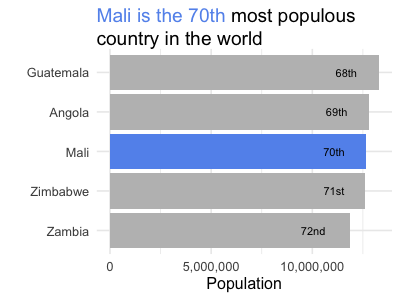 Mali is the 70th most populous
country in the world
Guatemala 68th
Angola 69th
Mali 70th
Zimbabwe 71st
Zambia 72nd
0 5,000,000 10,000,000
Population